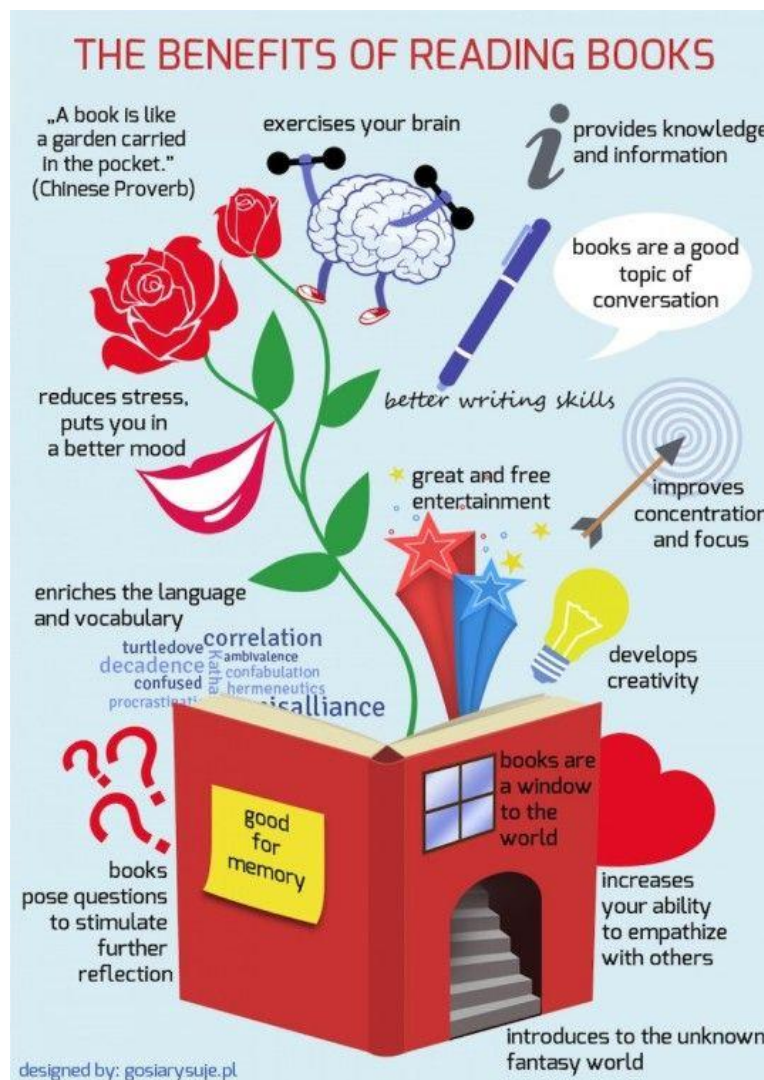 THE BENEFITS OF READING BOOKS
„A book is like
a garden carried
in the pocket.”
(Chinese Proverb)
exercises your brain
provides knowledge
and information
books are a good
topic of
conversation
better writing skills
reduces stress,
puts you in
a better mood
great and free
entertainment
improves
concentration
and focus
enriches the language
and vocabulary
turtledove
correlation
decadence
Katha
ambivalence
confabulation
confused
hermeneutics
develops
creativity
good
for
memory
books are
a window
to the
world
??
?
books
pose questions
to stimulate
further
reflection
increases
your ability
to empathize
with others
introduces to the unknown
fantasy world
designed by: gosiarysuje.pl